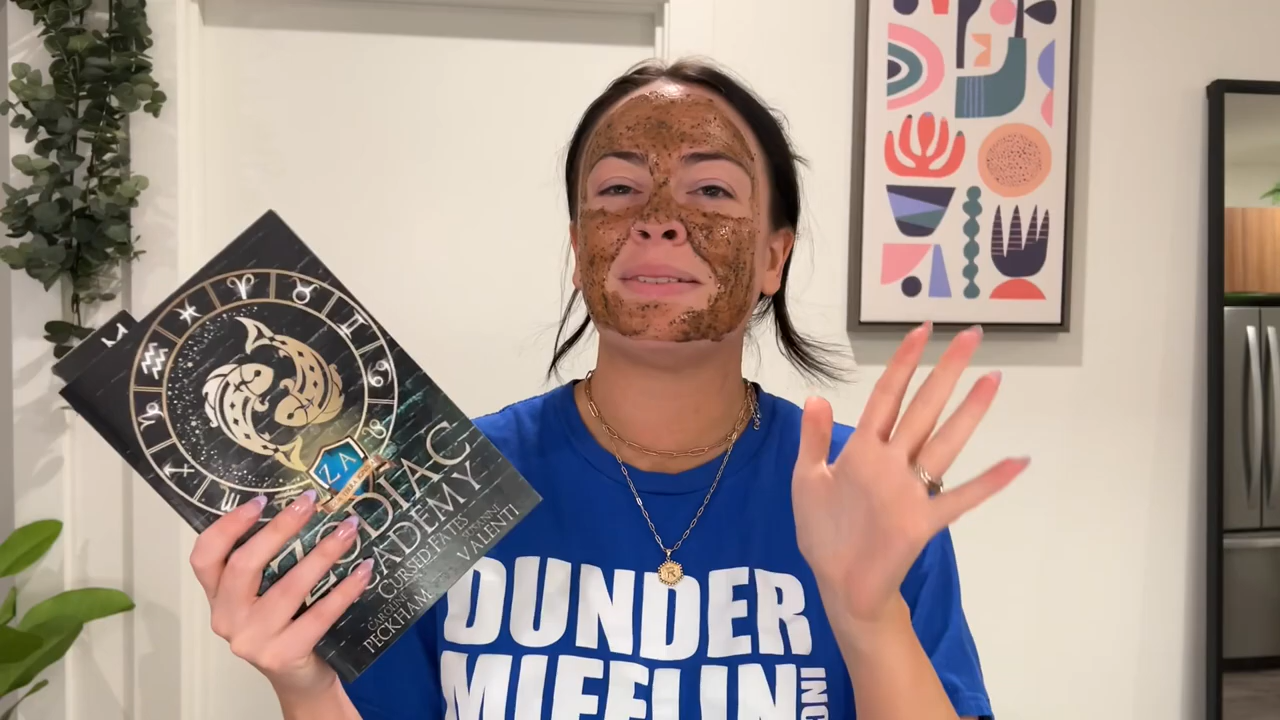 ZA
ZODIAC
ACADEMY
CURSED FATES
CAROLINE
PECKHAM
SUSANNE
VALENTI
R
DUNDER
MIFFLIN
INC